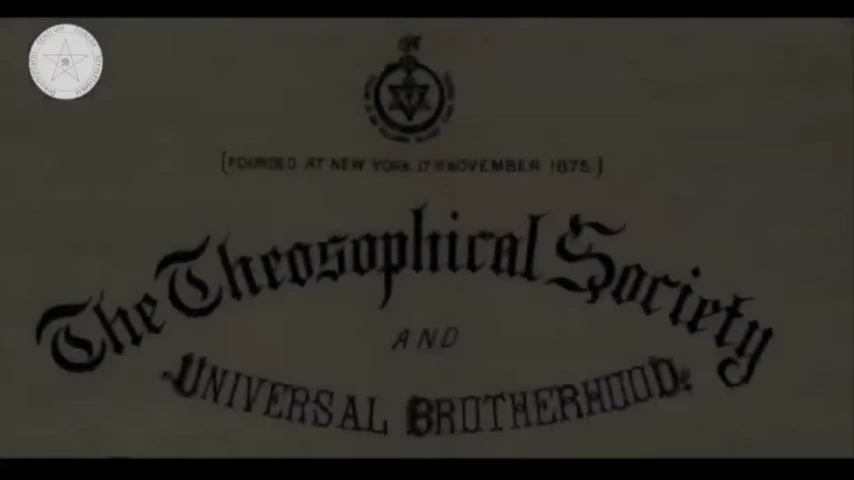 (FOUNDED AT NEW YORK, 17TH NOVEMBER 1875.)
The Theosophical Society
AND
UNIVERSAL BROTHERHOOD.